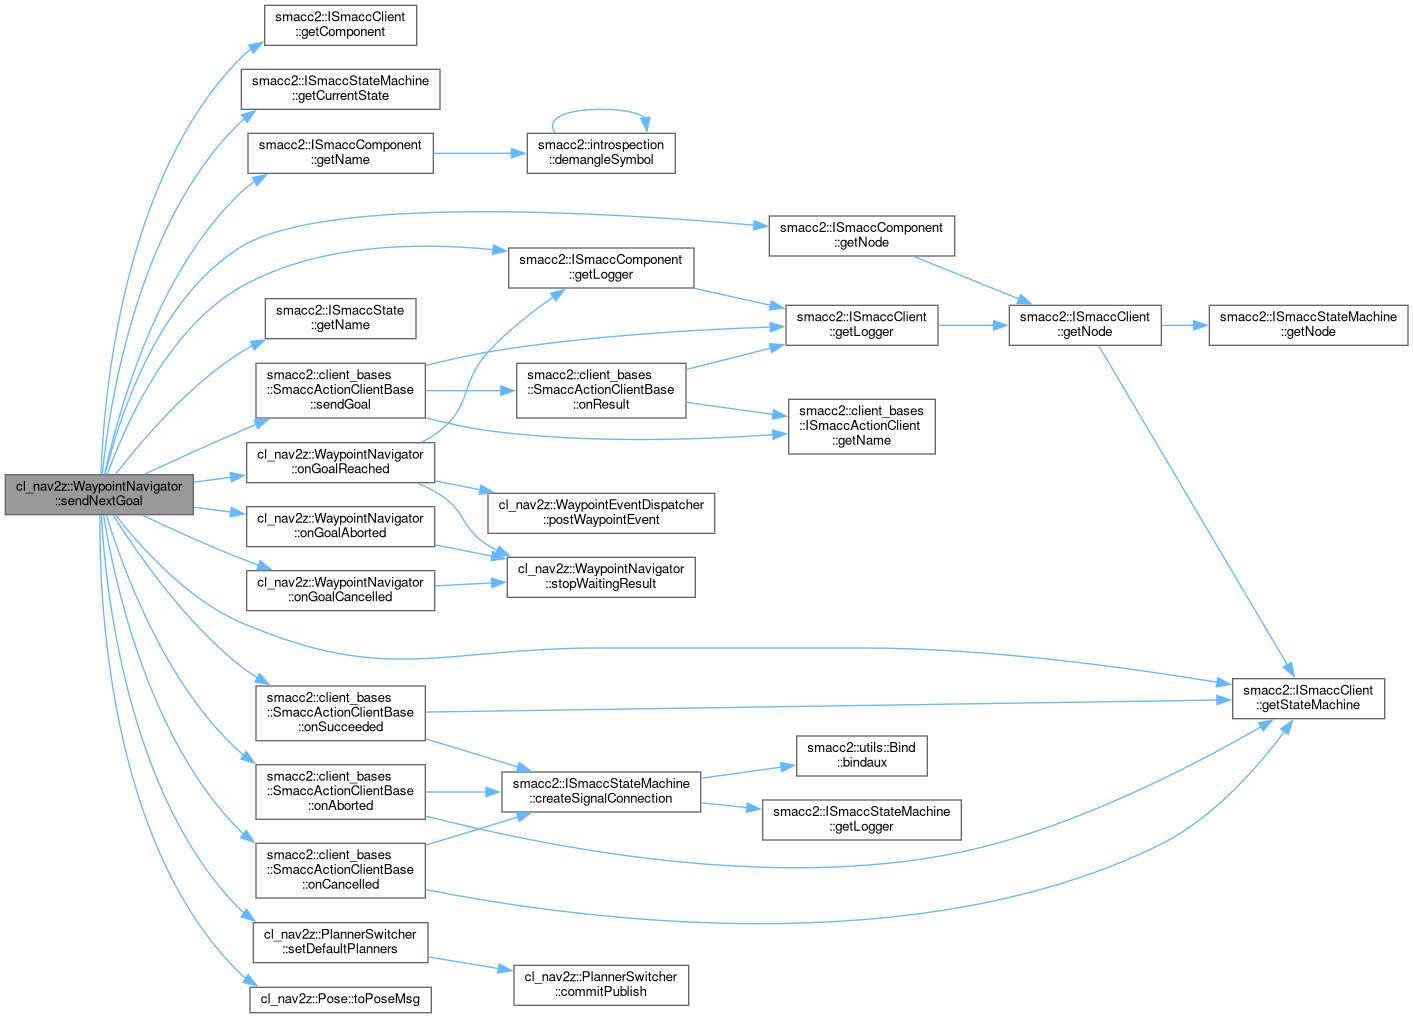 smacc2::ISmaccClient
::getComponent
smacc2::ISmaccStateMachine
::getCurrentState
smacc2::ISmaccComponent
::getName
smacc2::introspection
::demangleSymbol
smacc2::ISmaccComponent
::getNode
smacc2::ISmaccComponent
::getLogger
smacc2::ISmaccState
::getName
smacc2::ISmaccClient
::getLogger
smacc2::ISmaccClient
::getNode
smacc2::ISmaccStateMachine
::getNode
smacc2::client_bases
::SmaccActionClientBase
::sendGoal
smacc2::client_bases
::SmaccActionClientBase
::onResult
smacc2::client_bases
::ISmaccActionClient
::getName
cl_nav2z::WaypointNavigator
::onGoalReached
cl_nav2z::WaypointNavigator
::sendNextGoal
cl_nav2z::WaypointEventDispatcher
::postWaypointEvent
cl_nav2z::WaypointNavigator
::onGoalAborted
cl_nav2z::WaypointNavigator
::stopWaitingResult
cl_nav2z::WaypointNavigator
::onGoalCancelled
smacc2::client_bases
::SmaccActionClientBase
::onSucceeded
smacc2::ISmaccClient
::getStateMachine
smacc2::client_bases
::SmaccActionClientBase
::onAborted
smacc2::ISmaccStateMachine
::createSignalConnection
smacc2::utils::Bind
::bindaux
smacc2::ISmaccStateMachine
::getLogger
smacc2::client_bases
::SmaccActionClientBase
::onCancelled
cl_nav2z::PlannerSwitcher
::setDefaultPlanners
cl_nav2z::PlannerSwitcher
::commitPublish
cl_nav2z::Pose::toPoseMsg